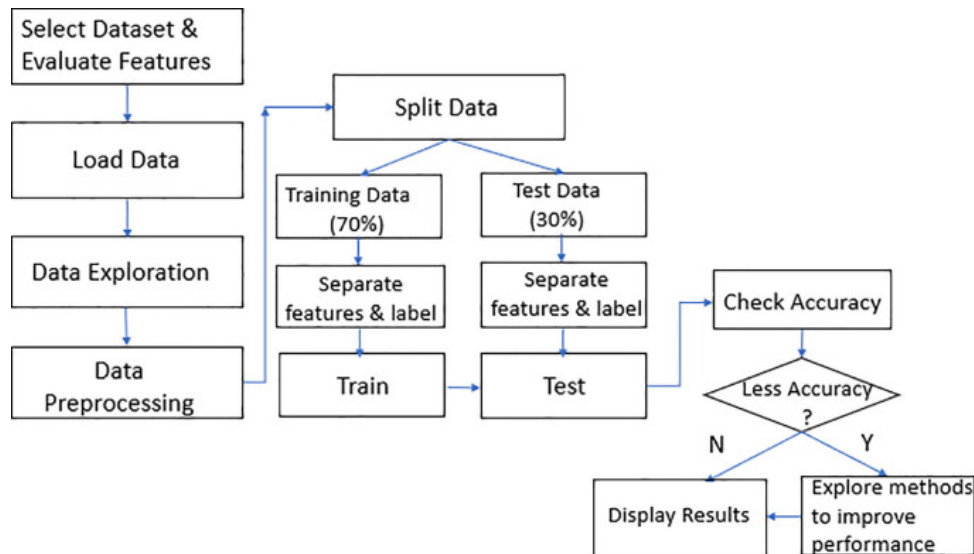 Select Dataset &
Evaluate Features
Load Data
Data Exploration
Data
Preprocessing
Split Data
Training Data
(70%)
Test Data
(30%)
Separate
features & label
Separate
features & label
Train
Test
Check Accuracy
Less Accuracy
?
N
Y
Display Results
Explore methods
to improve
performance